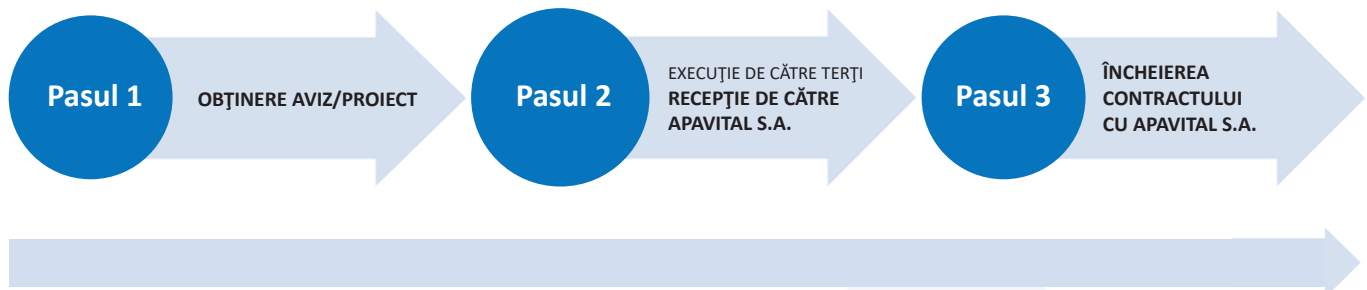 Pasul 1
OBŢINERE AVIZ/PROIECT
Pasul 2
EXECUŢIE DE CĂTRE TERŢI
RECEPŢIE DE CĂTRE
APAVITAL S.A.
Pasul 3
ÎNCHEIEREA
CONTRACTULUI
CU APAVITAL S.A.